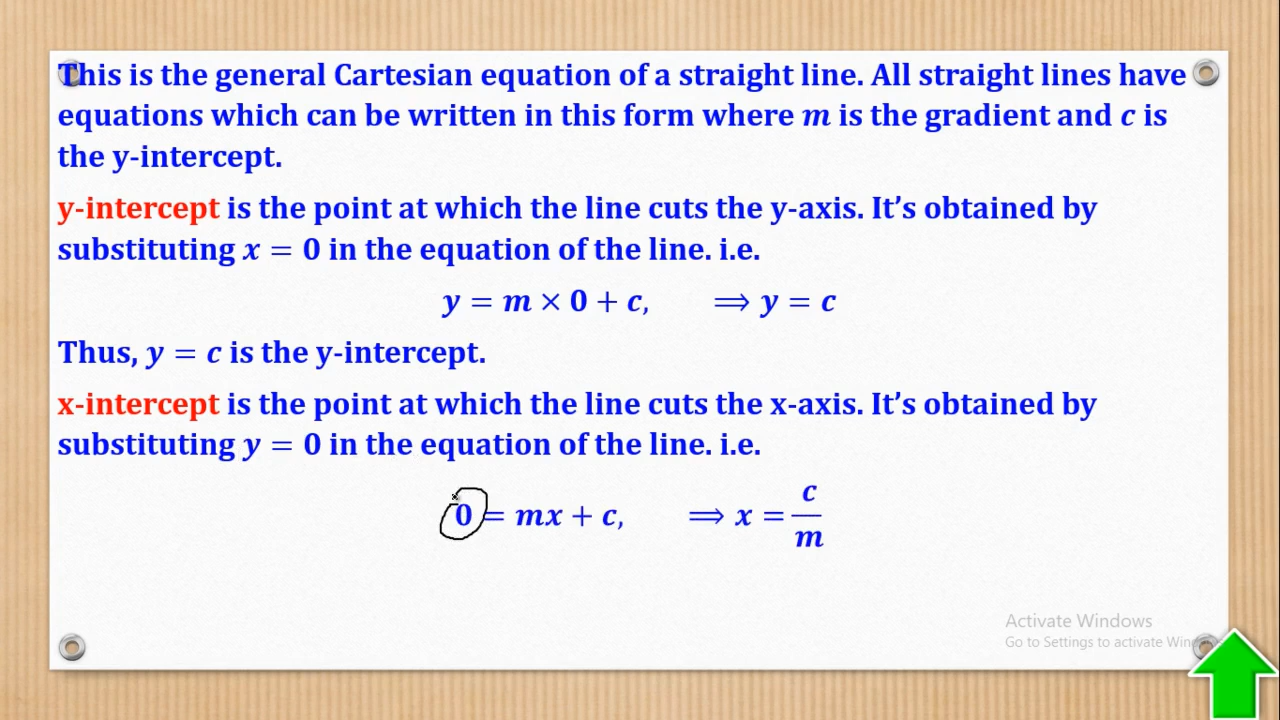 This is the general Cartesian equation of a straight line. All straight lines have
equations which can be written in this form where m is the gradient and c is
the y-intercept.
y-intercept is the point at which the line cuts the y-axis. It’s obtained by
substituting x = 0 in the equation of the line. i.e.
y = m × 0 + c, ⟹ y = c
Thus, y = c is the y-intercept.
x-intercept is the point at which the line cuts the x-axis. It’s obtained by
substituting y = 0 in the equation of the line. i.e.
0 = mx + c, ⟹ x = c/m
Activate Windows
Go to Settings to activate